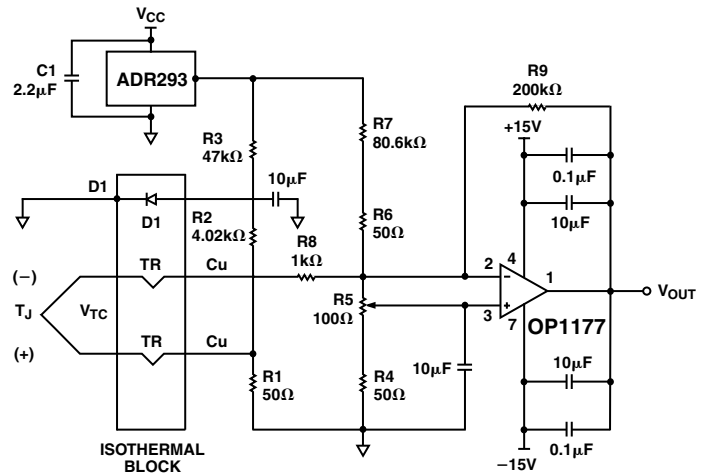 VCC
C1
2.2µF
ADR293
R9
200kΩ
+15V
R3
47kΩ
R7
80.6kΩ
0.1µF
D1
10µF
10µF
D1
R2
4.02kΩ
R6
50Ω
R8
1kΩ
(−)
TR
Cu
2
4
1
VOUT
TJ
VTC
R5
100Ω
3
7
OP1177
(+)
TR
Cu
R1
50Ω
R4
50Ω
10µF
10µF
0.1µF
−15V
ISOTHERMAL
BLOCK